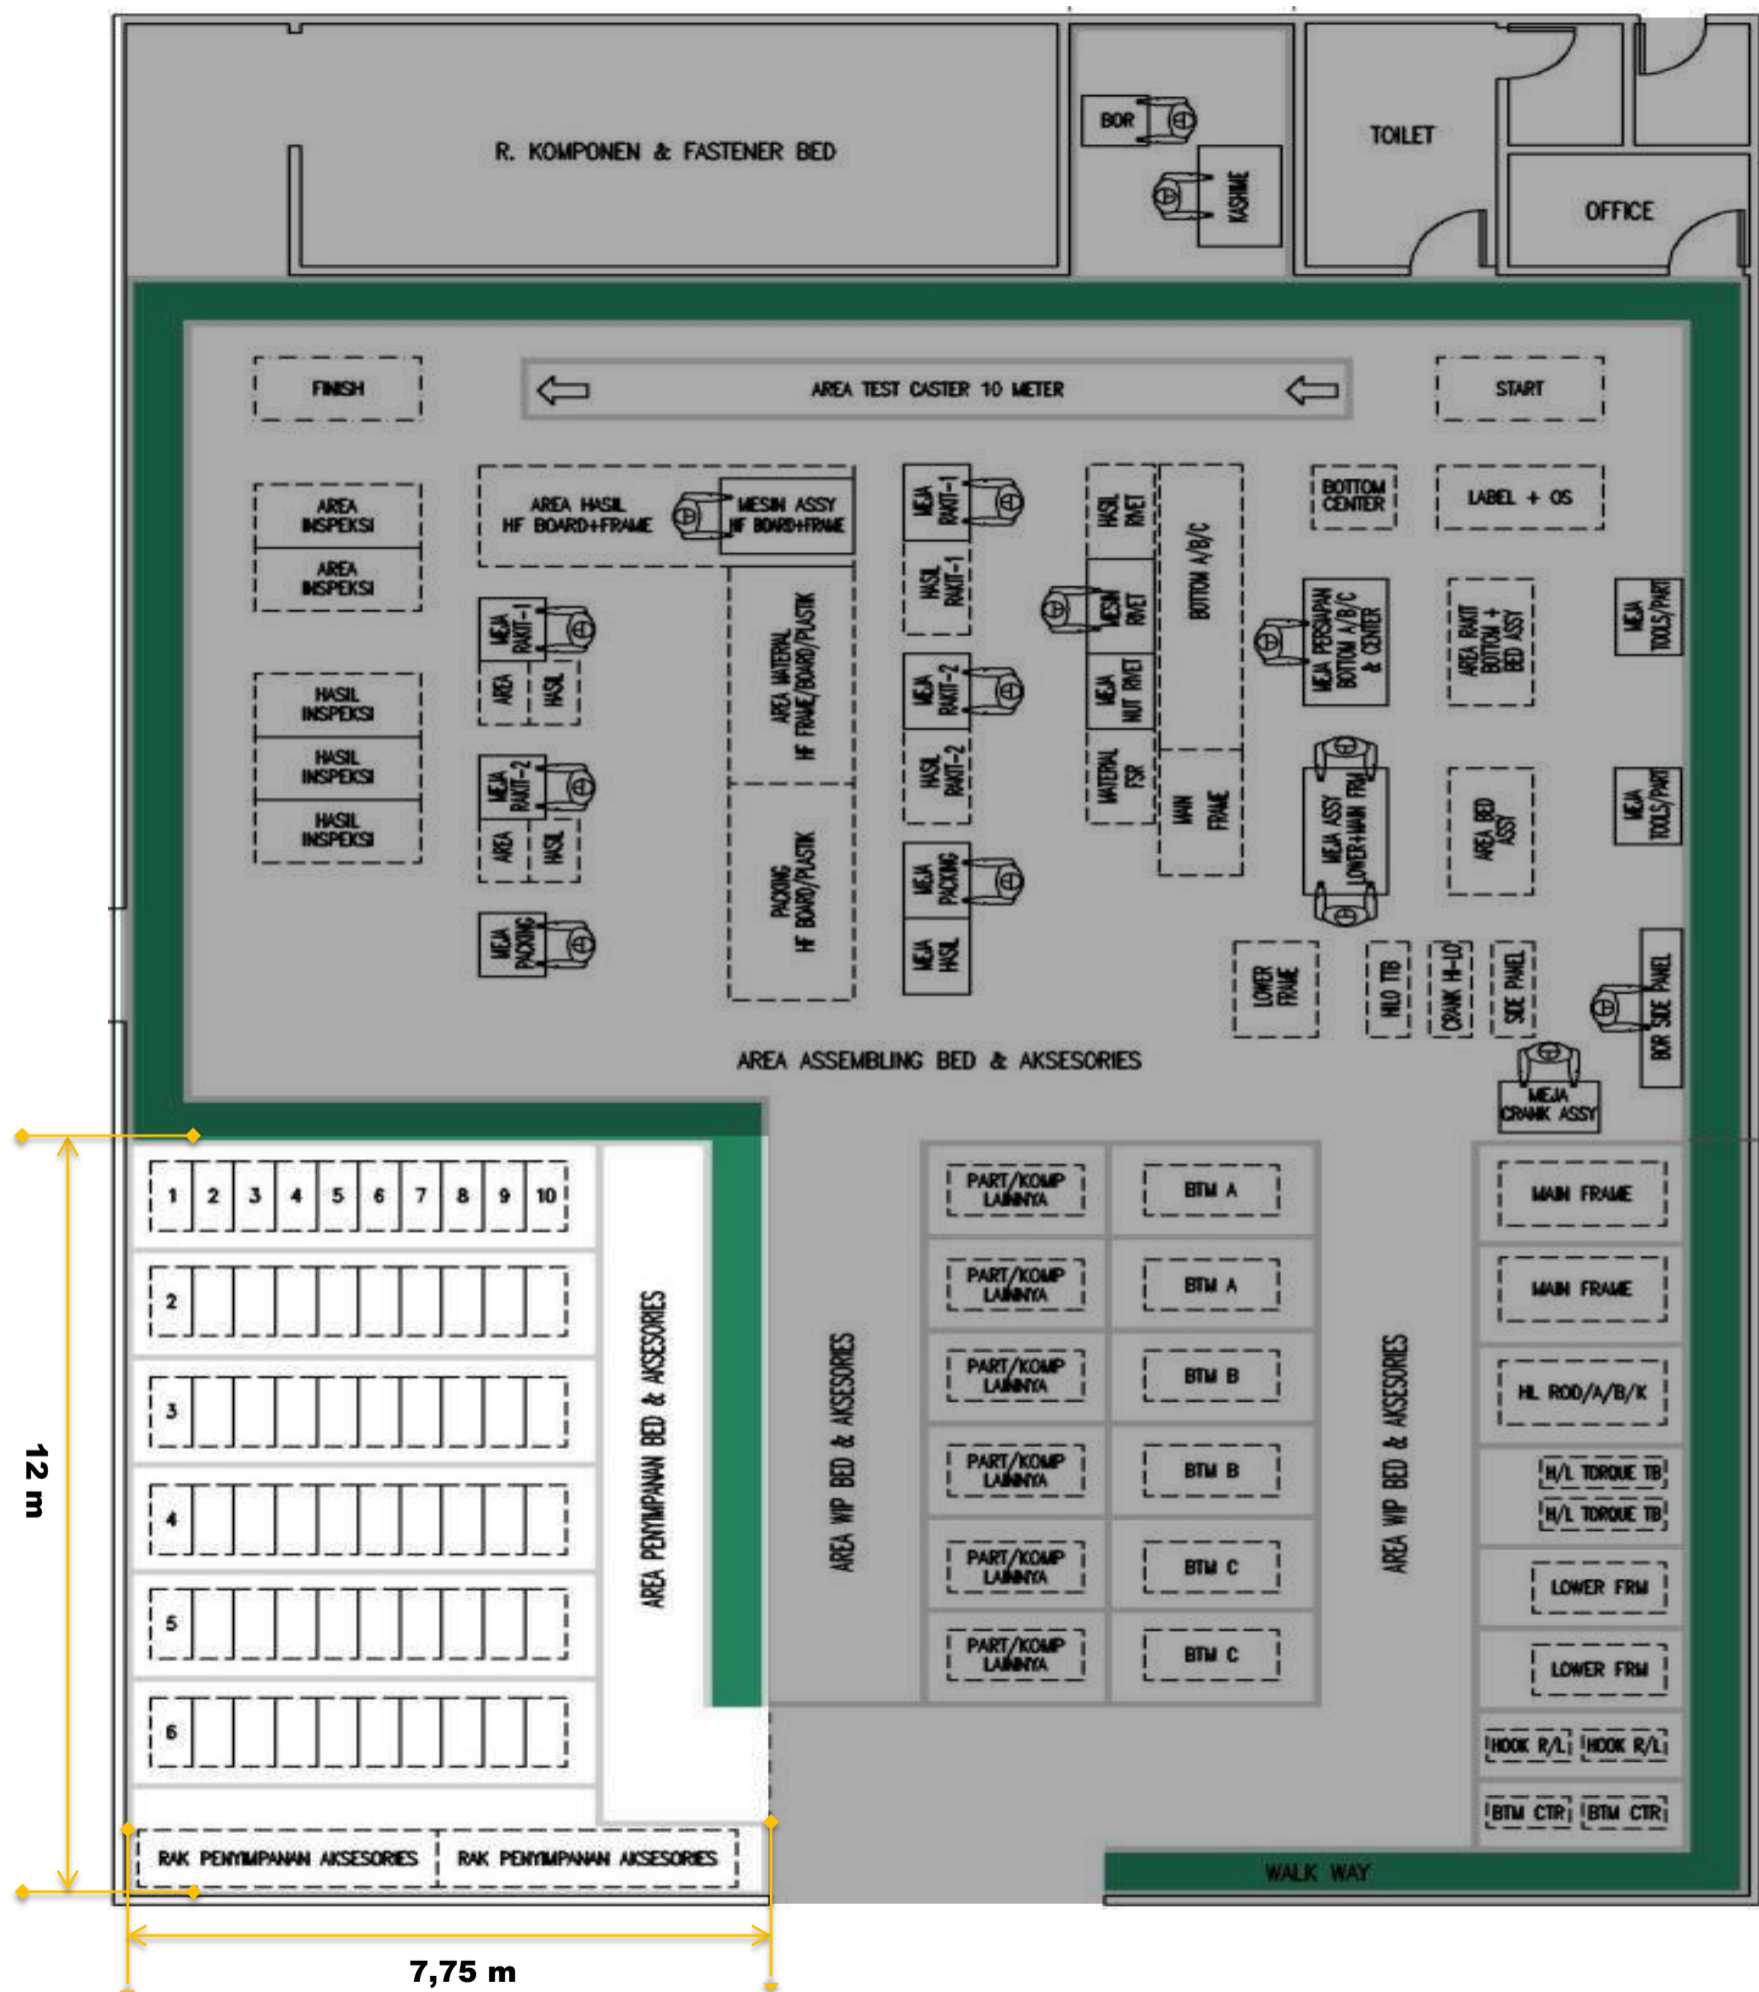 R. KOMPONEN & FASTENER BED
BOR
KASHIME
TOILET
OFFICE
FINISH
AREA TEST CASTER 10 METER
START
AREA
INSPEKSI
AREA
INSPEKSI
HASIL
INSPEKSI
HASIL
INSPEKSI
HASIL
INSPEKSI
AREA HASIL
HF BOARD+FRAME
MESIN ASSY
HF BOARD+FRAME
MEJA
RAKIT-1
AREA
HASIL
MEJA
RAKIT-2
AREA
HASIL
MEJA
PACKING
AREA MATERIAL
HF FRAME/BOARD/PLASTIK
PACKING
HF BOARD/PLASTIK
MEJA
RAKIT-1
HASIL
RAKIT-1
MEJA
RAKIT-2
HASIL
RAKIT-2
MEJA
PACKING
MEJA
HASIL
HASIL
RIVET
MESIN
RIVET
MEJA
NUT RIVET
MATERIAL
FSR
BOTTOM A/B/C
MAIN
FRAME
BOTTOM
CENTER
LABEL + OS
MEJA PERSIAPAN
BOTTOM A/B/C
& CENTER
AREA RAKIT
BOTTOM +
BED ASSY
MEJA
TOOLS/PART
MEJA ASSY
LOWER+MAIN FRM
AREA BED
ASSY
MEJA
TOOLS/PART
LOWER
FRAME
HILO TTB
CRANK HI-LO
SIDE PANEL
BOR SIDE PANEL
MEJA
CRANK ASSY
AREA ASSEMBLING BED & AKSESORIES
1 2 3 4 5 6 7 8 9 10
2
3
4
5
6
AREA PENYIMPANAN BED & AKSESORIES
RAK PENYIMPANAN AKSESORIES
RAK PENYIMPANAN AKSESORIES
12 m
7,75 m
AREA WIP BED & AKSESORIES
PART/KOMP
LAINNYA
BTM A
PART/KOMP
LAINNYA
BTM A
PART/KOMP
LAINNYA
BTM B
PART/KOMP
LAINNYA
BTM B
PART/KOMP
LAINNYA
BTM C
PART/KOMP
LAINNYA
BTM C
AREA WIP BED & AKSESORIES
MAIN FRAME
MAIN FRAME
HL ROD/A/B/K
H/L TORQUE TB
H/L TORQUE TB
LOWER FRM
LOWER FRM
HOOK R/L
HOOK R/L
BTM CTR
BTM CTR
WALK WAY